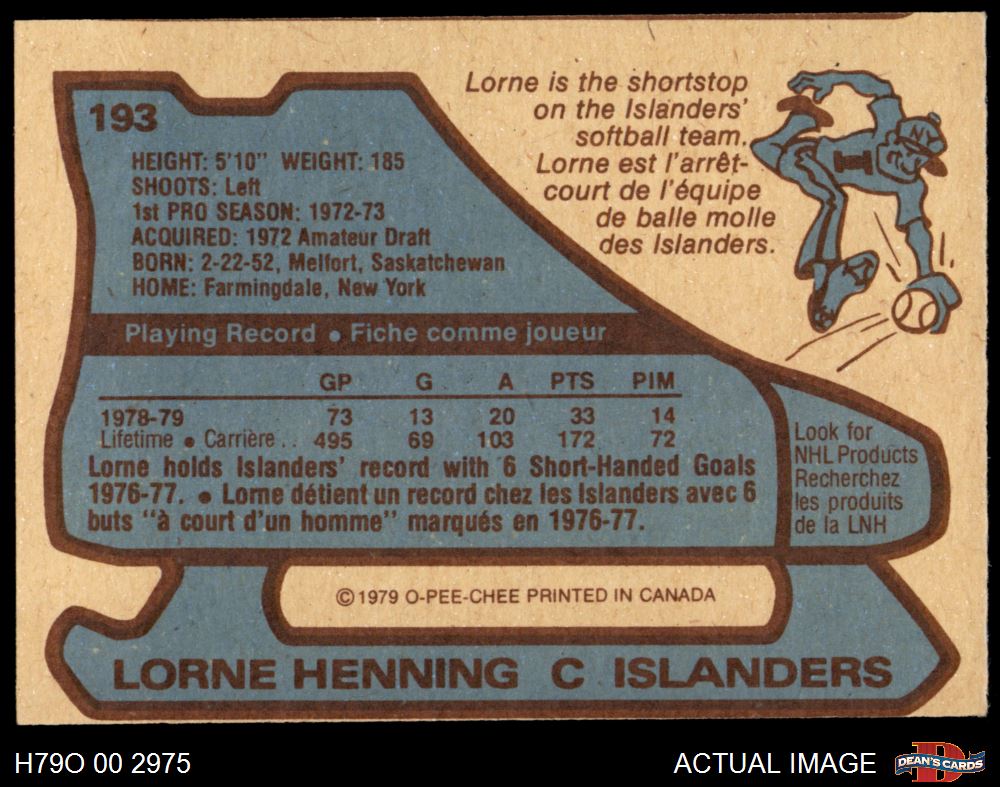 193
HEIGHT: 5'10" WEIGHT: 185
SHOOTS: Left
1st PRO SEASON: 1972-73
ACQUIRED: 1972 Amateur Draft
BORN: 2-22-52, Melfort, Saskatchewan
HOME: Farmingdale, New York
Lorne is the shortstop
on the Islanders'
softball team.
Lorne est l'arrêt-
court de l'équipe
de balle molle
des Islanders.
NY
Playing Record • Fiche comme joueur
GP G A PTS PIM
1978-79 73 13 20 33 14
Lifetime • Carrière .. 495 69 103 172 72
Lorne holds Islanders' record with 6 Short-Handed Goals
1976-77. • Lorne détient un record chez les Islanders avec 6
buts "à court d'un homme" marqués en 1976-77.
Look for
NHL Products
Recherchez
les produits
de la LNH
©1979 O-PEE-CHEE PRINTED IN CANADA
LORNE HENNING C ISLANDERS
H79O 00 2975
ACTUAL IMAGE
DEAN'S CARDS